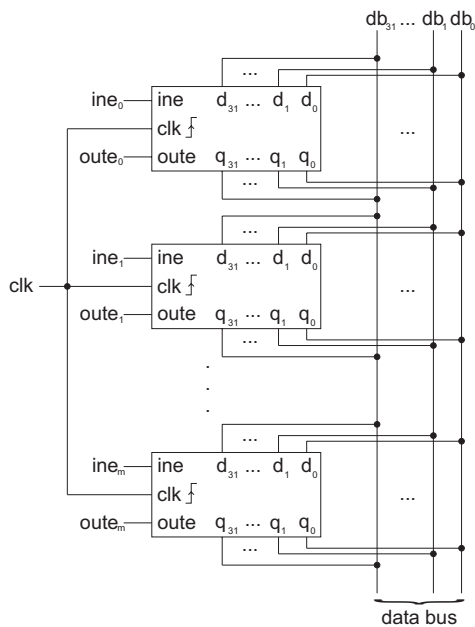 db₃₁ ... db₁ db₀
...
ine₀ ine d₃₁ ... d₁ d₀
clk ...
oute₀ oute q₃₁ ... q₁ q₀
...
...
ine₁ ine d₃₁ ... d₁ d₀
clk clk ...
oute₁ oute q₃₁ ... q₁ q₀
...
.
.
.
...
ineₘ ine d₃₁ ... d₁ d₀
clk ...
outeₘ oute q₃₁ ... q₁ q₀
...
data bus